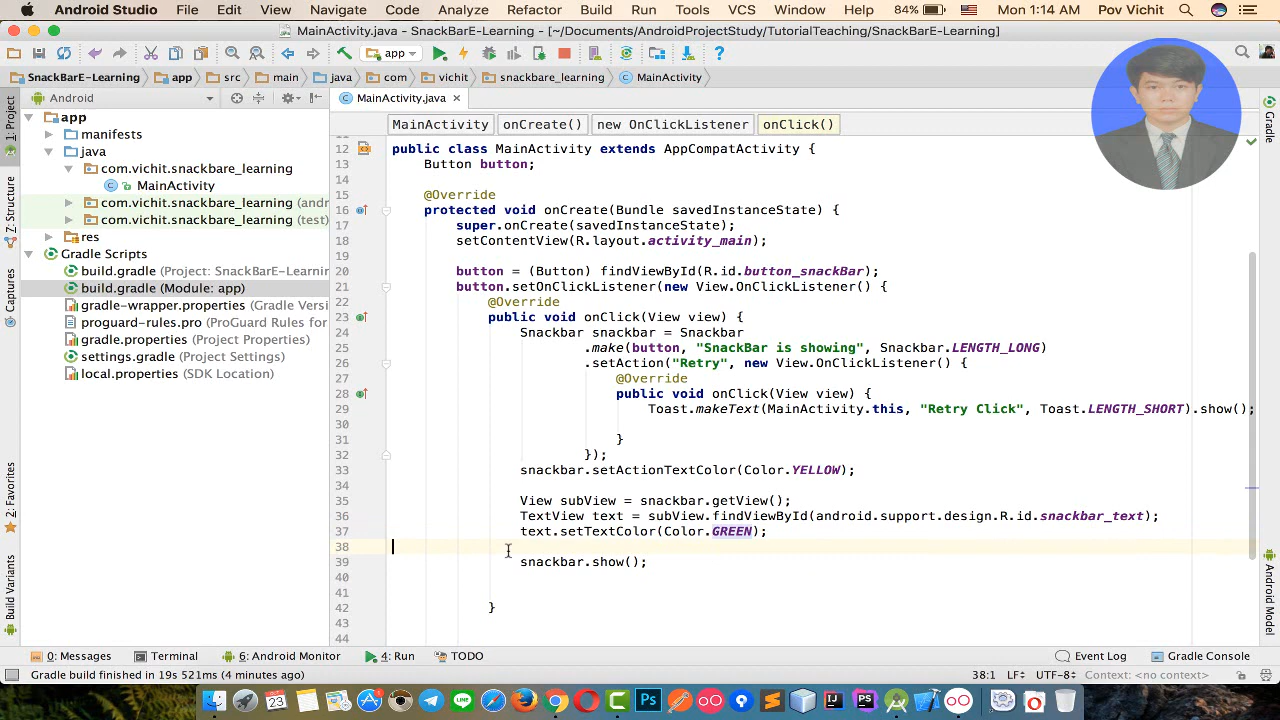 Android Studio File Edit View Navigate Code Analyze Refactor Build Run Tools VCS Window Help 84% Mon 1:14 AM Pov Vichit
MainActivity.java - SnackBarE-Learning - [~/Documents/AndroidProjectStudy/TutorialTeaching/SnackBarE-Learning]
app
SnackBarE-Learning app src main java com vichit snackbare_learning MainActivity
Android
MainActivity.java
MainActivity onCreate() new OnClickListener onClick()
1: Project
Z: Structure
Captures
2: Favorites
Build Variants
app
manifests
java
com.vichit.snackbare_learning
MainActivity
com.vichit.snackbare_learning (andr
com.vichit.snackbare_learning (test)
res
Gradle Scripts
build.gradle (Project: SnackBarE-Learnin
build.gradle (Module: app)
gradle-wrapper.properties (Gradle Vers
proguard-rules.pro (ProGuard Rules for
gradle.properties (Project Properties)
settings.gradle (Project Settings)
local.properties (SDK Location)
12 public class MainActivity extends AppCompatActivity {
13 Button button;
14
15 @Override
16 protected void onCreate(Bundle savedInstanceState) {
17 super.onCreate(savedInstanceState);
18 setContentView(R.layout.activity_main);
19
20 button = (Button) findViewById(R.id.button_snackBar);
21 button.setOnClickListener(new View.OnClickListener() {
22 @Override
23 public void onClick(View view) {
24 Snackbar snackbar = Snackbar
25 .make(button, "SnackBar is showing", Snackbar.LENGTH_LONG)
26 .setAction("Retry", new View.OnClickListener() {
27 @Override
28 public void onClick(View view) {
29 Toast.makeText(MainActivity.this, "Retry Click", Toast.LENGTH_SHORT).show();
30
31 }
32 });
33 snackbar.setActionTextColor(Color.YELLOW);
34
35 View subView = snackbar.getView();
36 TextView text = subView.findViewById(android.support.design.R.id.snackbar_text);
37 text.setTextColor(Color.GREEN);
38
39 snackbar.show();
40
41
42 }
43
44
Gradle
Android Model
0: Messages Terminal 6: Android Monitor 4: Run TODO Event Log Gradle Console
Gradle build finished in 19s 521ms (4 minutes ago) 38:1 LF÷ UTF-8÷ Context: <no context>
23
LINE
Ps
IJ
PS